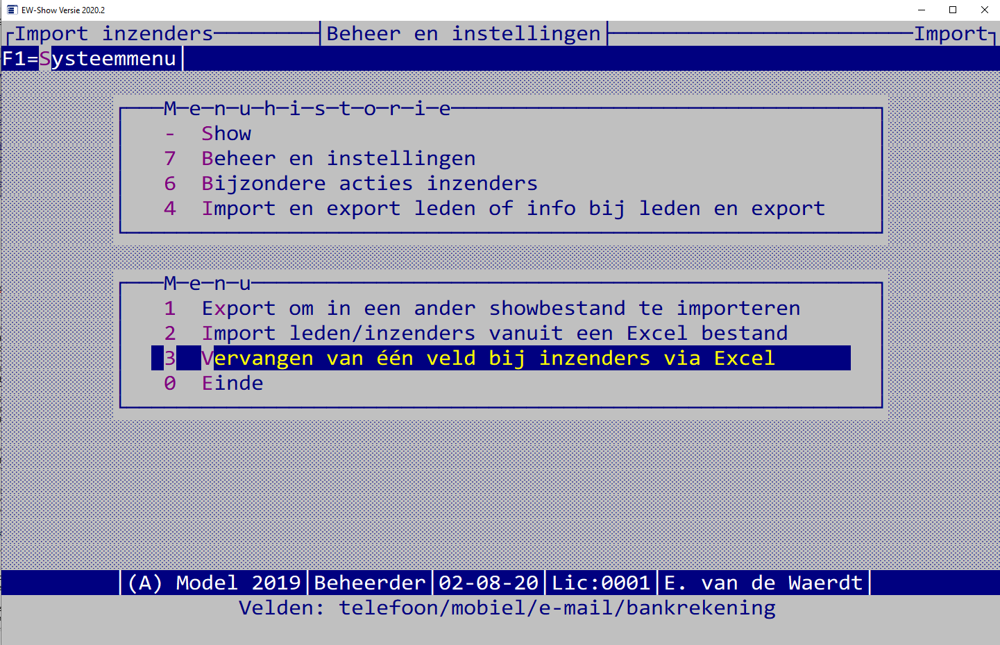 EW-Show Versie 2020.2
Import inzenders Beheer en instellingen Import
F1=Systeemmenu
M-e-n-u-h-i-s-t-o-r-i-e
- Show
7 Beheer en instellingen
6 Bijzondere acties inzenders
4 Import en export leden of info bij leden en export
M-e-n-u
1 Export om in een ander showbestand te importeren
2 Import leden/inzenders vanuit een Excel bestand
3 Vervangen van één veld bij inzenders via Excel
0 Einde
(A) Model 2019|Beheerder|02-08-20|Lic:0001|E. van de Waerdt
Velden: telefoon/mobiel/e-mail/bankrekening